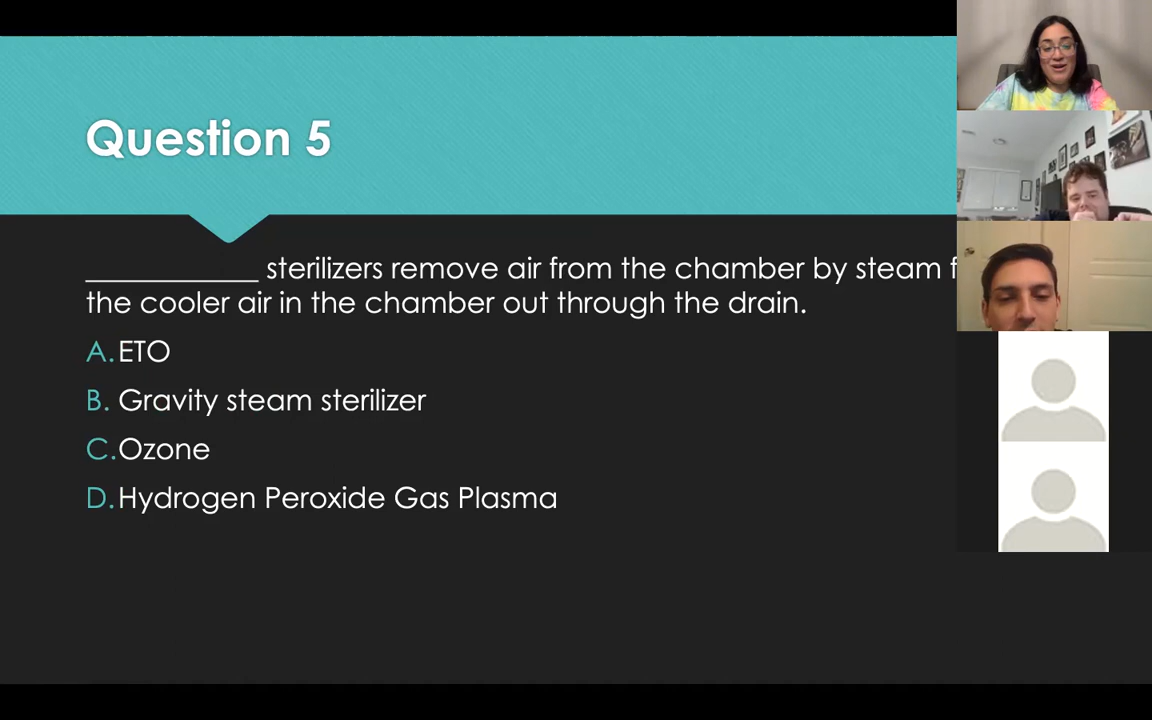 Question 5
____________ sterilizers remove air from the chamber by steam
the cooler air in the chamber out through the drain.
A. ETO
B. Gravity steam sterilizer
C. Ozone
D. Hydrogen Peroxide Gas Plasma